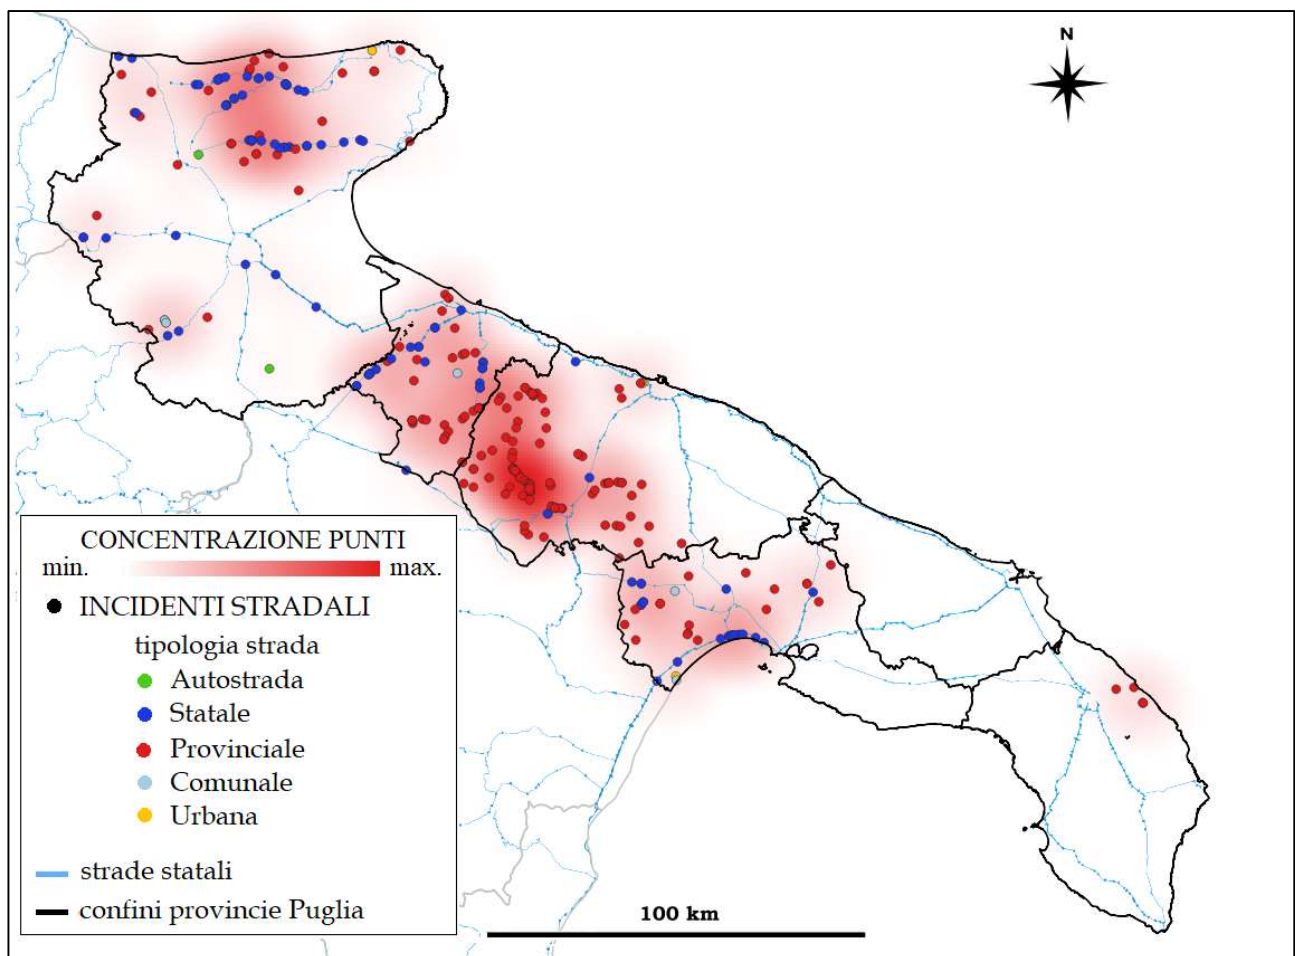 N
CONCENTRAZIONE PUNTI
min. max.
INCIDENTI STRADALI
tipologia strada
Autostrada
Statale
Provinciale
Comunale
Urbana
strade statali
confini provincie Puglia
100 km